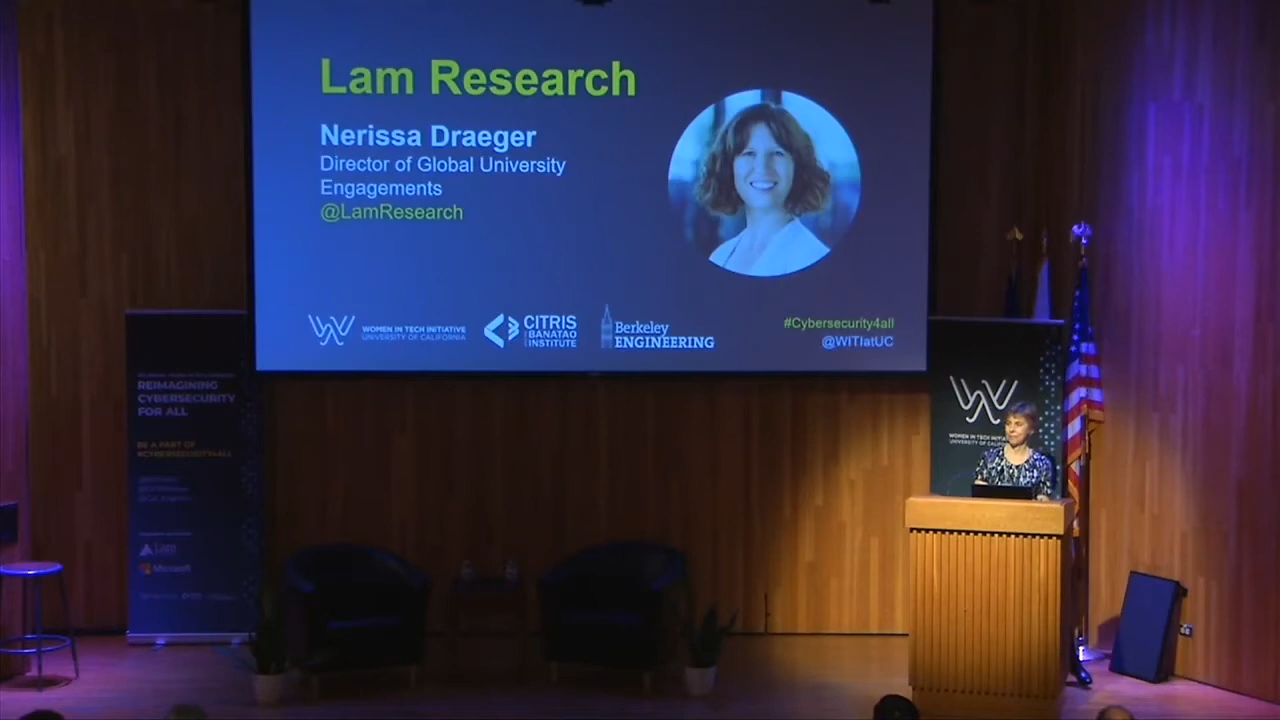 Lam Research
Nerissa Draeger
Director of Global University
Engagements
@LamResearch
WOMEN IN TECH INITIATIVE
UNIVERSITY OF CALIFORNIA
CITRIS
BANATAO
INSTITUTE
Berkeley
ENGINEERING
#Cybersecurity4all
@WITIatUC
REIMAGINING
CYBERSECURITY
FOR ALL
BE A PART OF
#CYBERSECURITY4ALL
Lam
Microsoft
WOMEN IN TECH INITIATIVE
UNIVERSITY OF